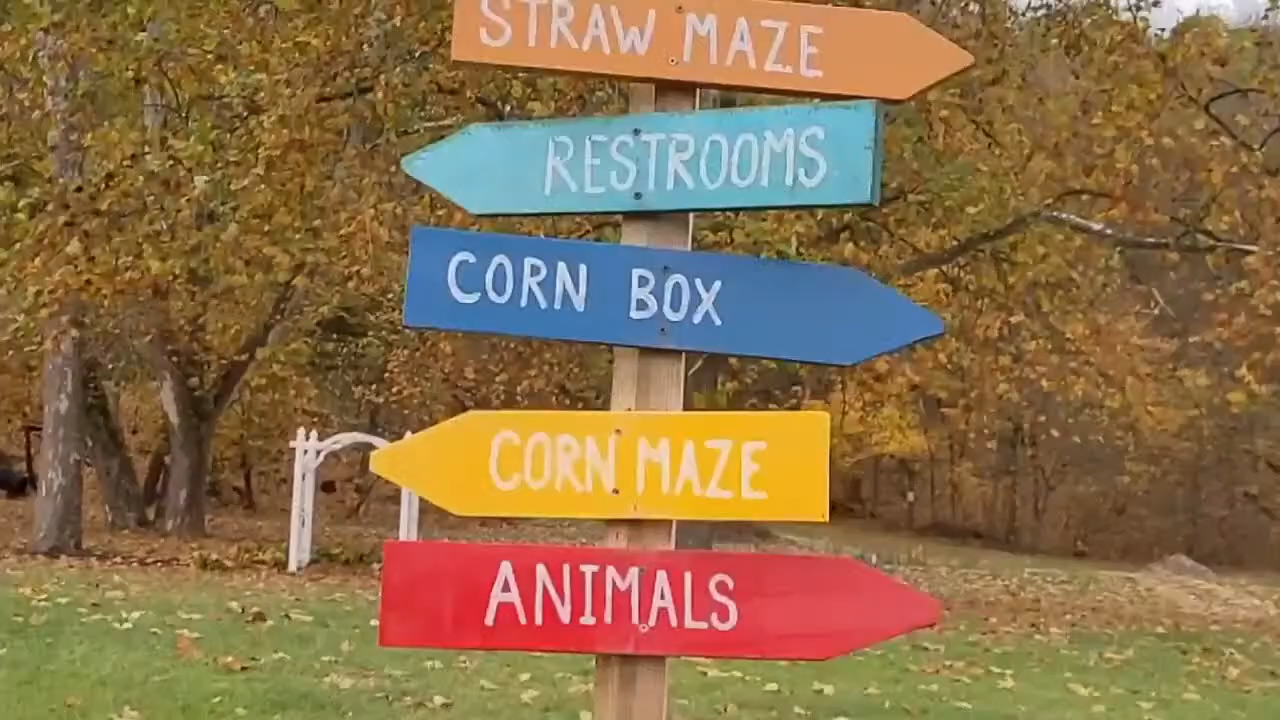 STRAW MAZE
RESTROOMS
CORN BOX
CORN MAZE
ANIMALS